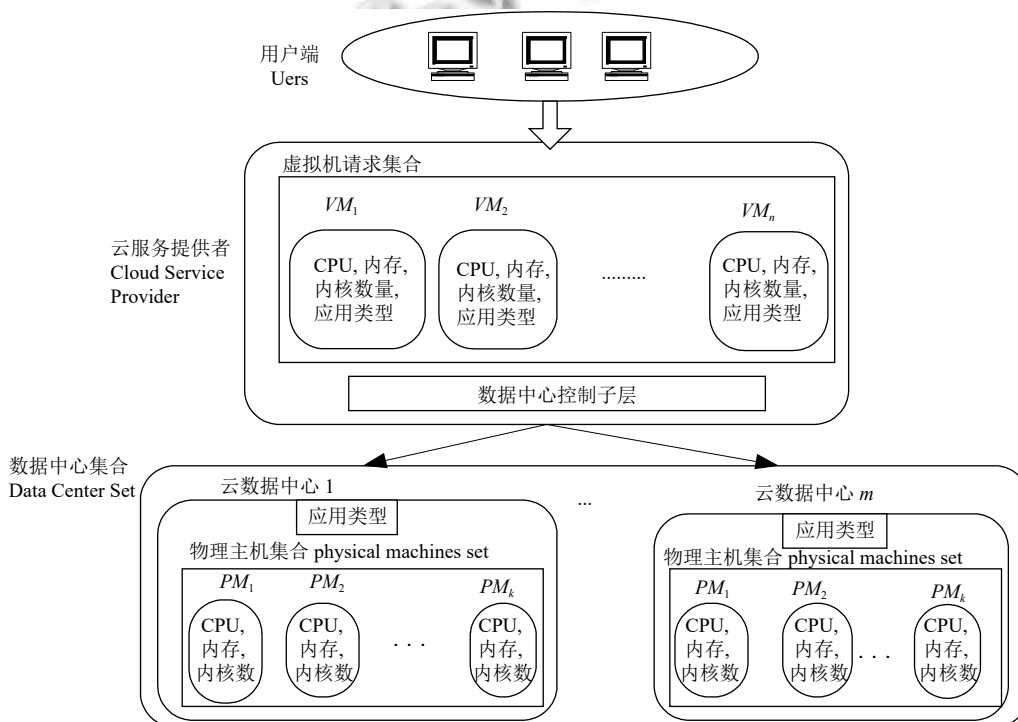 用户端
Uers
虚拟机请求集合
VM₁
VM₂
VMₙ
云服务提供者
Cloud Service
Provider
CPU, 内存,
内核数量,
应用类型
CPU, 内存,
内核数量,
应用类型
.........
CPU, 内存,
内核数量,
应用类型
数据中心控制子层
数据中心集合
Data Center Set
云数据中心 1
...
云数据中心 m
应用类型
物理主机集合 physical machines set
PM₁
PM₂
PMₖ
CPU,
内存,
内核数
CPU,
内存,
内核数
. . .
CPU,
内存,
内核数
应用类型
物理主机集合 physical machines set
PM₁
PM₂
PMₖ
CPU,
内存,
内核数
CPU,
内存,
内核数
. . .
CPU,
内存,
内核数